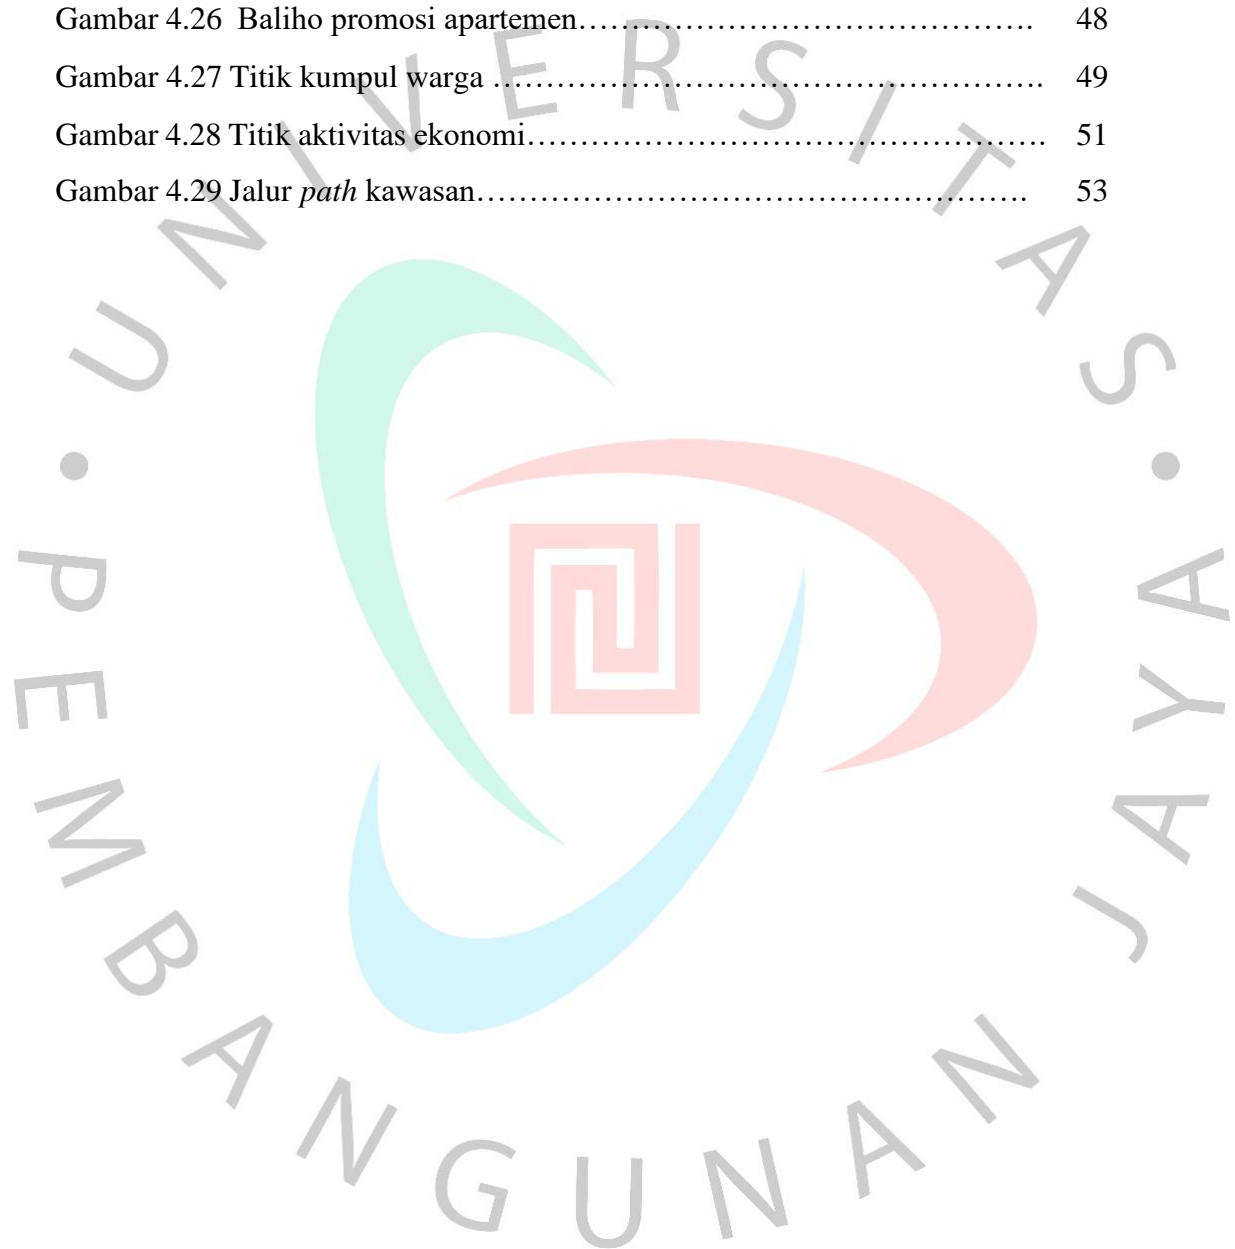 Gambar 4.26  Baliho promosi apartemen……………………………………. 48
Gambar 4.27 Titik kumpul warga ……………………………………………. 49
Gambar 4.28 Titik aktivitas ekonomi…………………………………………. 51
Gambar 4.29 Jalur path kawasan……………………………………………. 53
UNIVERSITAS • PEMBANGUNAN JAYA •